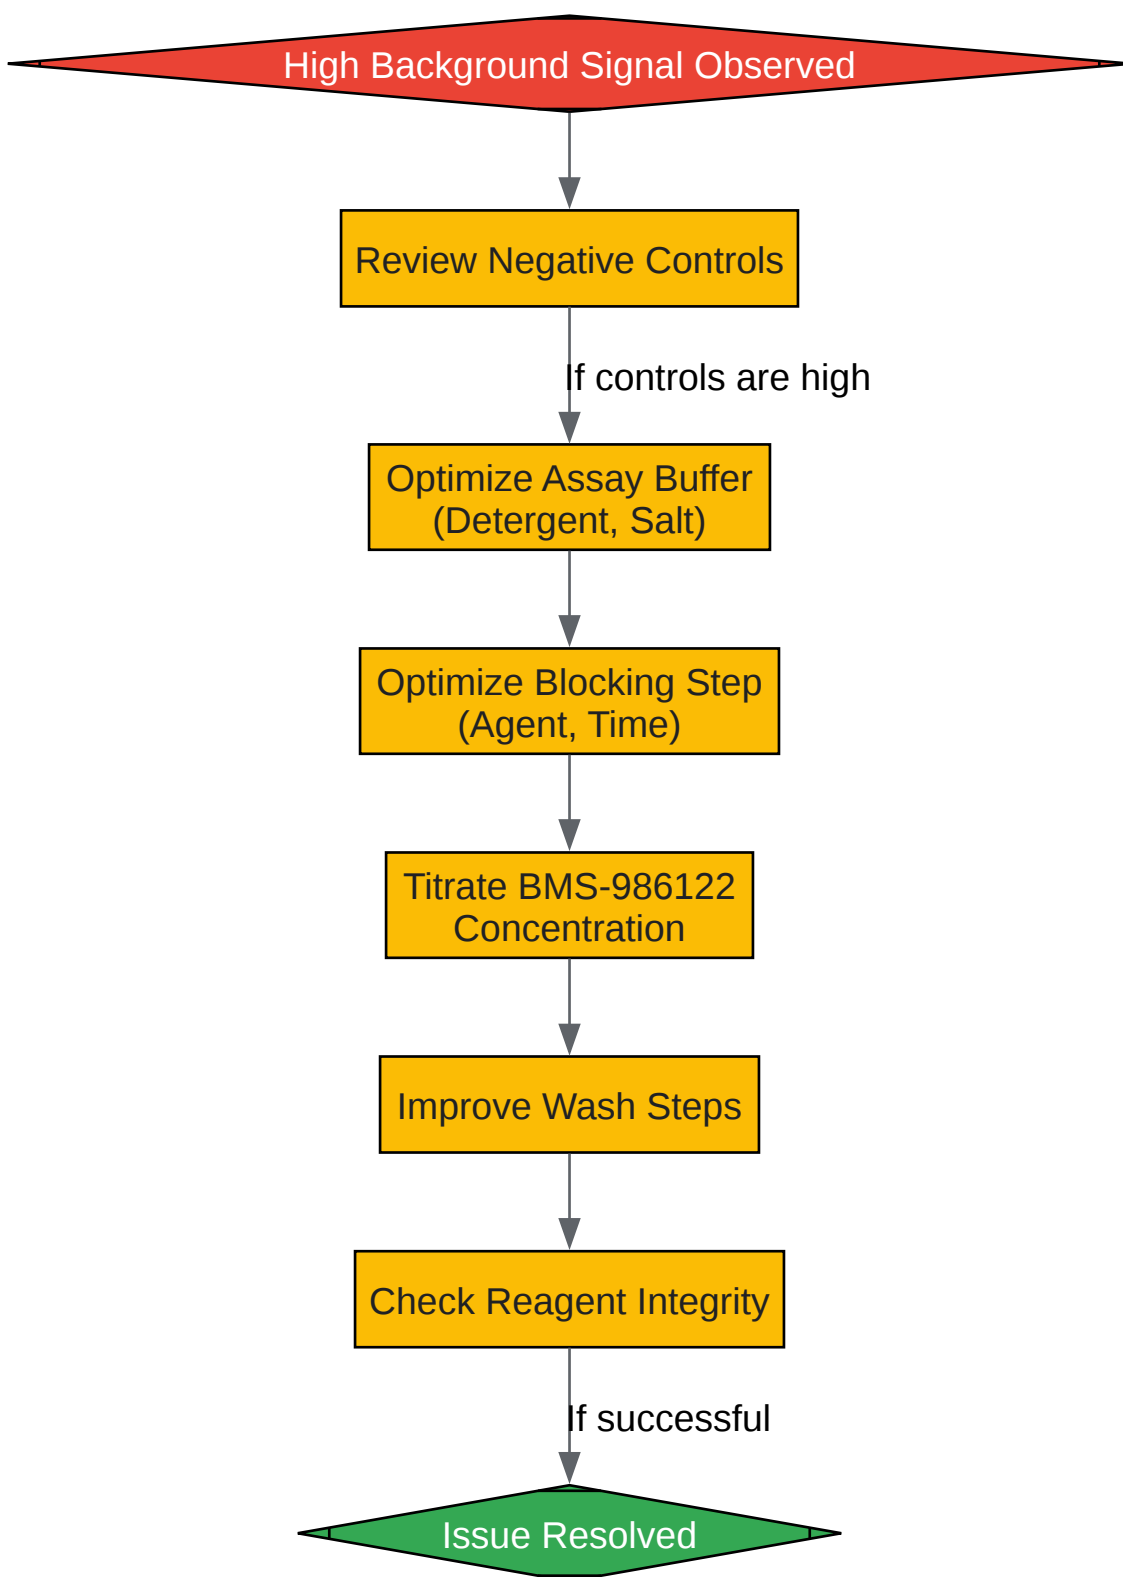 High Background Signal Observed
Review Negative Controls
If controls are high
Optimize Assay Buffer
(Detergent, Salt)
Optimize Blocking Step
(Agent, Time)
Titrate BMS-986122
Concentration
Improve Wash Steps
Check Reagent Integrity
If successful
Issue Resolved